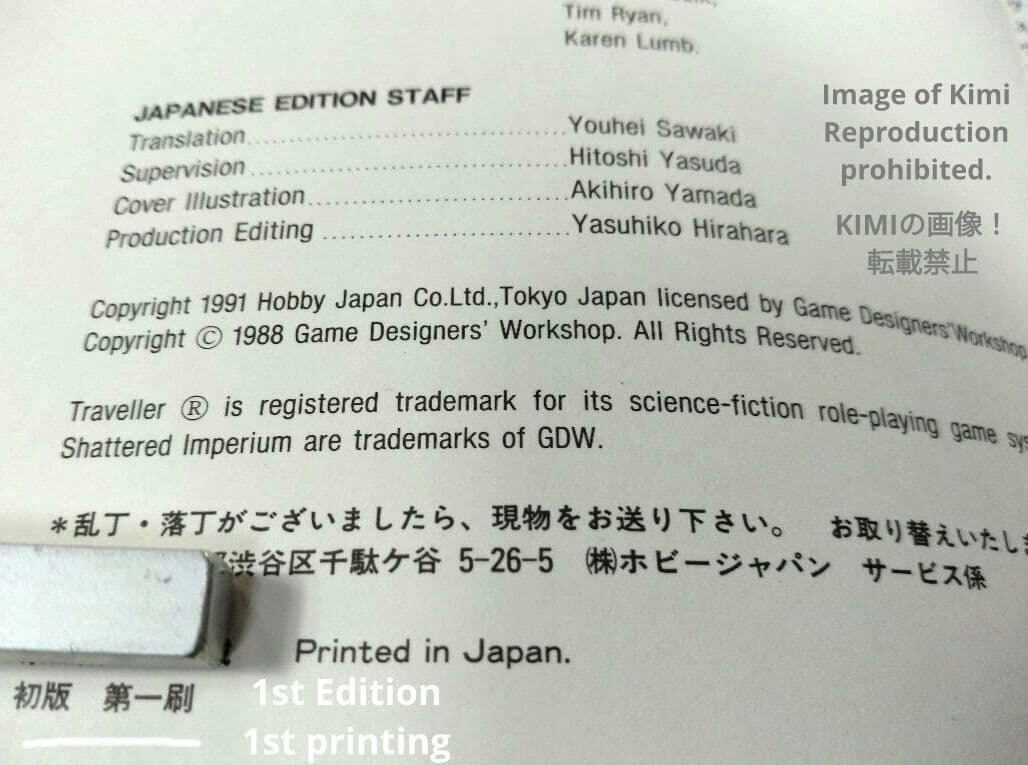 Tim Ryan,
Karen Lumb.
JAPANESE EDITION STAFF
Translation..............................Youhei Sawaki
Supervision..............................Hitoshi Yasuda
Cover Illustration.........................Akihiro Yamada
Production Editing ........................Yasuhiko Hirahara
Copyright 1991 Hobby Japan Co.Ltd.,Tokyo Japan licensed by Game Designers'Workshop
Copyright © 1988 Game Designers' Workshop. All Rights Reserved.
Traveller ® is registered trademark for its science-fiction role-playing game
Shattered Imperium are trademarks of GDW.
*乱丁・落丁がございましたら、現物をお送り下さい。 お取り替えいたしま
渋谷区千駄ケ谷 5-26-5 ㈱ホビージャパン サービス係
Printed in Japan.
初版 第一刷
1st Edition
1st printing
Image of Kimi
Reproduction
prohibited.
KIMIの画像！
転載禁止